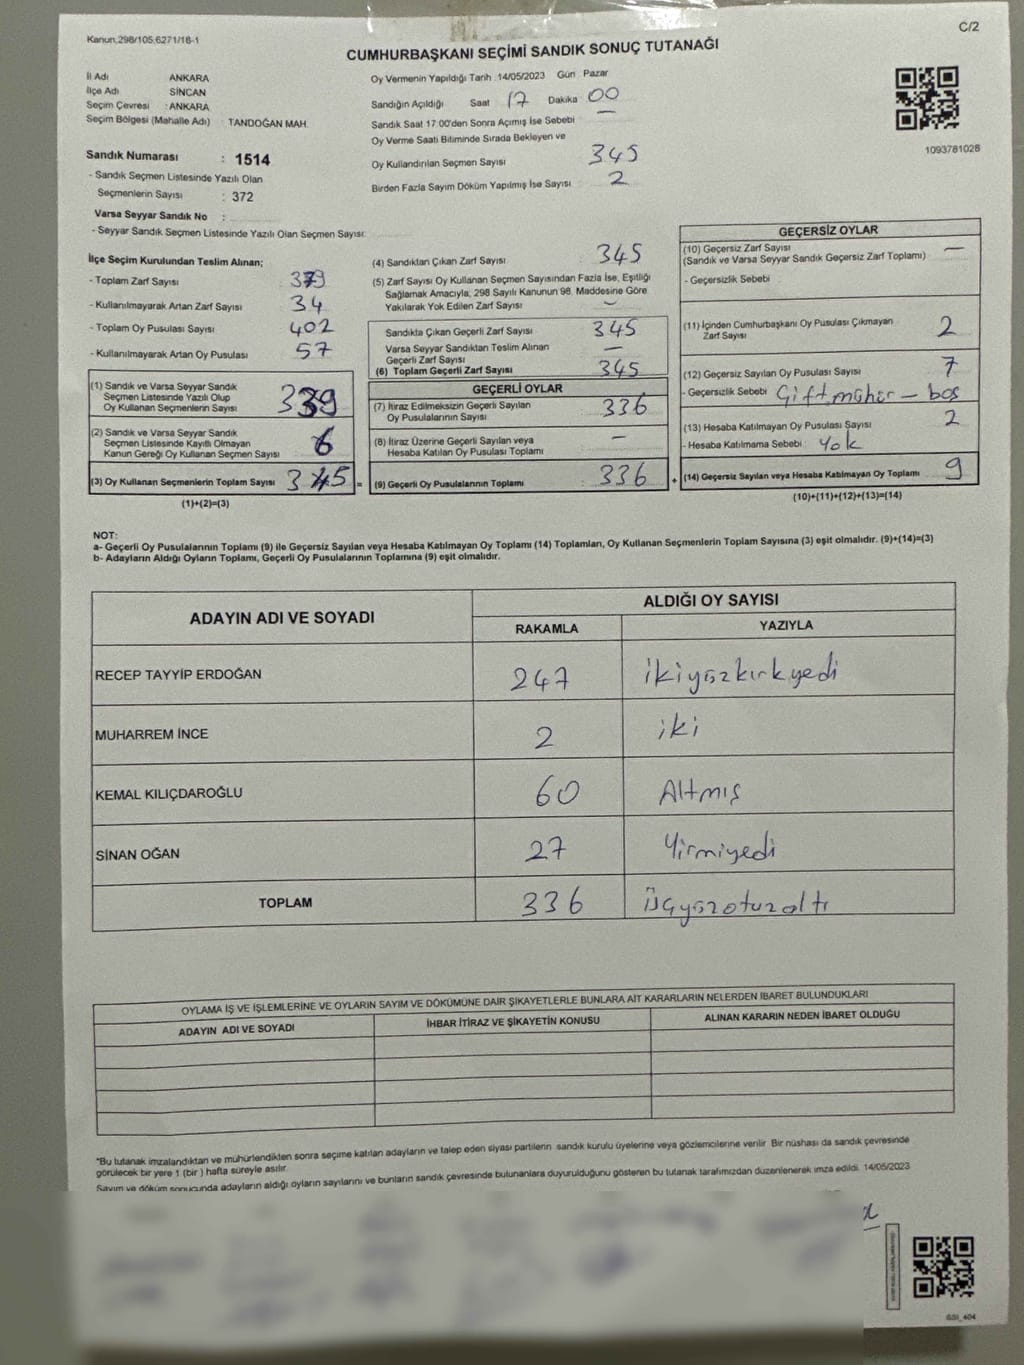 Kanun,298/105,6271/18-1
C/2
CUMHURBAŞKANI SEÇİMİ SANDIK SONUÇ TUTANAĞI
İl Adı ANKARA
İlçe Adı SİNCAN
Seçim Çevresi : ANKARA
Seçim Bölgesi (Mahalle Adı) : TANDOĞAN MAH.
Sandık Numarası : 1514
- Sandık Seçmen Listesinde Yazılı Olan
Seçmenlerin Sayısı : 372
Varsa Seyyar Sandık No :
- Seyyar Sandık Seçmen Listesinde Yazılı Olan Seçmen Sayısı:
Oy Vermenin Yapıldığı Tarih :14/05/2023 Gün Pazar
Sandığın Açıldığı Saat 17 Dakika 00
Sandık Saat 17:00'den Sonra Açımış İse Sebebi : —
Oy Verme Saati Bitiminde Sırada Bekleyen ve
Oy Kullandırılan Seçmen Sayısı 345
Birden Fazla Sayım Döküm Yapılmış İse Sayısı 2
1093781028
İlçe Seçim Kurulundan Teslim Alınan;
- Toplam Zarf Sayısı : 379
- Kullanılmayarak Artan Zarf Sayısı : 34
- Toplam Oy Pusulası Sayısı : 402
- Kullanılmayarak Artan Oy Pusulası : 57
(1) Sandık ve Varsa Seyyar Sandık
Seçmen Listesinde Yazılı Olup
Oy Kullanan Seçmenlerin Sayısı : 339
(2) Sandık ve Varsa Seyyar Sandık
Seçmen Listesinde Kayıtlı Olmayan
Kanun Gereği Oy Kullanan Seçmen Sayısı : 6
(3) Oy Kullanan Seçmenlerin Toplam Sayısı : 345 =
(1)+(2)=(3)
(4) Sandıktan Çıkan Zarf Sayısı : 345
(5) Zarf Sayısı Oy Kullanan Seçmen Sayısından Fazla İse, Eşitliği
Sağlamak Amacıyla, 298 Sayılı Kanunun 98. Maddesine Göre
Yakılarak Yok Edilen Zarf Sayısı : —
Sandıkta Çıkan Geçerli Zarf Sayısı : 345
Varsa Seyyar Sandıktan Teslim Alınan
Geçerli Zarf Sayısı —
(6) Toplam Geçerli Zarf Sayısı : 345
GEÇERLİ OYLAR
(7) İtiraz Edilmeksizin Geçerli Sayılan
Oy Pusulalarının Sayısı : 336
(8) İtiraz Üzerine Geçerli Sayılan veya
Hesaba Katılan Oy Pusulası Toplamı : —
(9) Geçerli Oy Pusulalarının Toplamı : 336 +
GEÇERSİZ OYLAR
(10) Geçersiz Zarf Sayısı —
(Sandık ve Varsa Seyyar Sandık Geçersiz Zarf Toplamı)
- Geçersizlik Sebebi :
(11) İçinden Cumhurbaşkanı Oy Pusulası Çıkmayan
Zarf Sayısı 2
(12) Geçersiz Sayılan Oy Pusulası Sayısı 7
- Geçersizlik Sebebi : Çift mühür — boş
(13) Hesaba Katılmayan Oy Pusulası Sayısı 2
- Hesaba Katılmama Sebebi : Yok
(14) Geçersiz Sayılan veya Hesaba Katılmayan Oy Toplamı 9
(10)+(11)+(12)+(13)=(14)
NOT:
a- Geçerli Oy Pusulalarının Toplamı (9) ile Geçersiz Sayılan veya Hesaba Katılmayan Oy Toplamı (14) Toplamları, Oy Kullanan Seçmenlerin Toplam Sayısına (3) eşit olmalıdır. (9)+(14)=(3)
b- Adayların Aldığı Oyların Toplamı, Geçerli Oy Pusulalarının Toplamına (9) eşit olmalıdır.
ADAYIN ADI VE SOYADI ALDIĞI OY SAYISI
RAKAMLA YAZIYLA
RECEP TAYYİP ERDOĞAN 247 ikiyüzkırkyedi
MUHARREM İNCE 2 iki
KEMAL KILIÇDAROĞLU 60 Altmış
SİNAN OĞAN 27 Yirmiyedi
TOPLAM 336 Üçyüzotuzaltı
OYLAMA İŞ VE İŞLEMLERİNE VE OYLARIN SAYIM VE DÖKÜMÜNE DAİR ŞİKAYETLERLE BUNLARA AİT KARARLARIN NELERDEN İBARET BULUNDUKLARI
ADAYIN ADI VE SOYADI İHBAR İTİRAZ VE ŞİKAYETİN KONUSU ALINAN KARARIN NEDEN İBARET OLDUĞU
"Bu tutanak imzalandıktan ve mühürlendikten sonra seçime katılan adayların ve talep eden siyasi partilerin sandık kurulu üyelerine veya gözlemcilerine verilir. Bir nüshası da sandık çevresinde
görülecek bir yere 1 (bir ) hafta süreyle asılır.
Sayım ve döküm sonucunda adayların aldığı oyların sayılarını ve bunların sandık çevresinde bulunanlara duyurulduğunu gösteren bu tutanak tarafımızdan düzenlenerek imza edildi. 14/05/2023